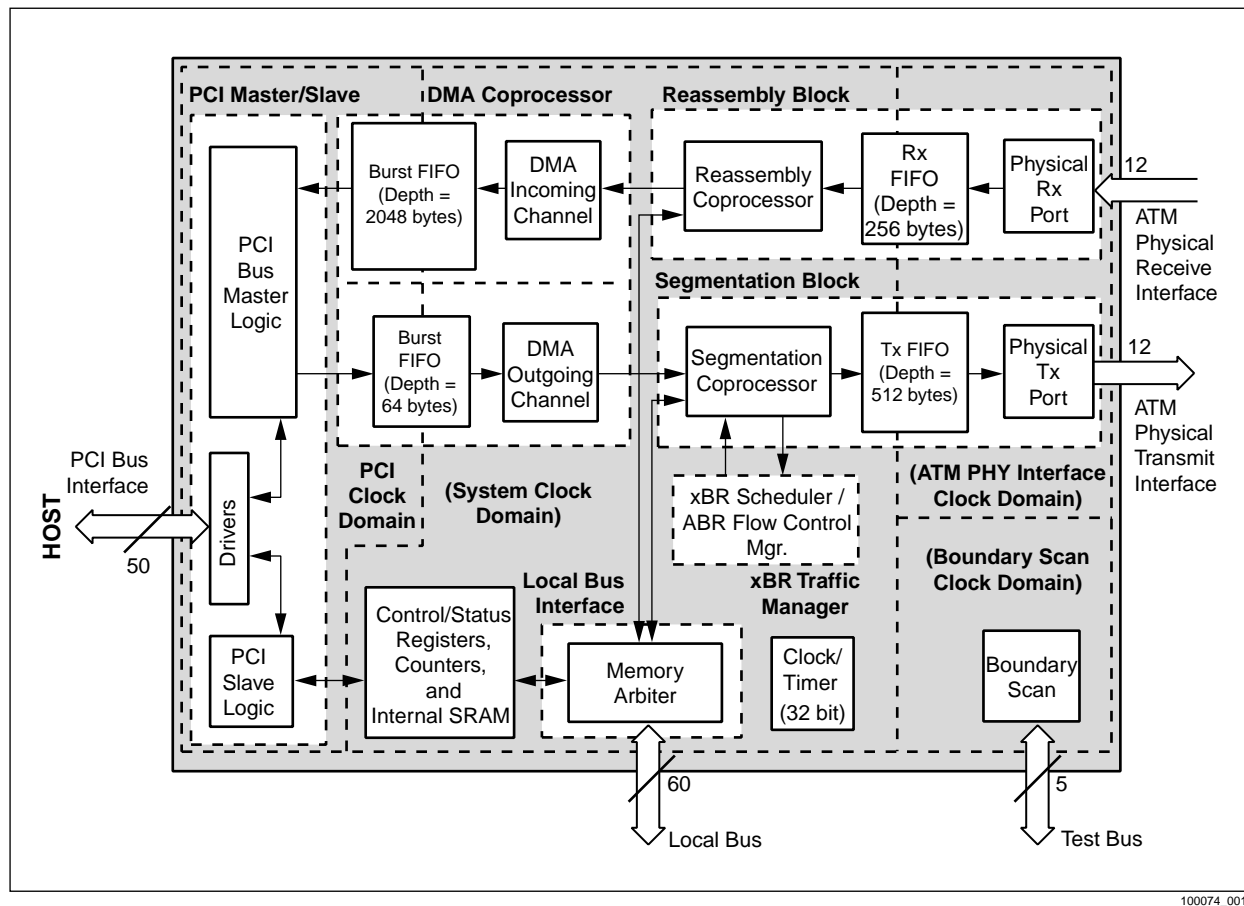 PCI Master/Slave
DMA Coprocessor
Reassembly Block
Burst FIFO
(Depth =
2048 bytes)
DMA
Incoming
Channel
Reassembly
Coprocessor
Rx
FIFO
(Depth =
256 bytes)
Physical
Rx
Port
12
ATM
Physical
Receive
Interface
PCI
Bus
Master
Logic
Segmentation Block
Burst
FIFO
(Depth =
64 bytes)
DMA
Outgoing
Channel
Segmentation
Coprocessor
Tx FIFO
(Depth =
512 bytes)
Physical
Tx
Port
12
ATM
Physical
Transmit
Interface
PCI Bus
Interface
HOST
50
Drivers
PCI
Clock
Domain
(System Clock
Domain)
xBR Scheduler /
ABR Flow Control
Mgr.
(ATM PHY Interface
Clock Domain)
xBR Traffic
Manager
(Boundary Scan
Clock Domain)
Local Bus
Interface
PCI
Slave
Logic
Control/Status
Registers,
Counters,
and
Internal SRAM
Memory
Arbiter
Clock/
Timer
(32 bit)
Boundary
Scan
60
Local Bus
5
Test Bus
100074_001